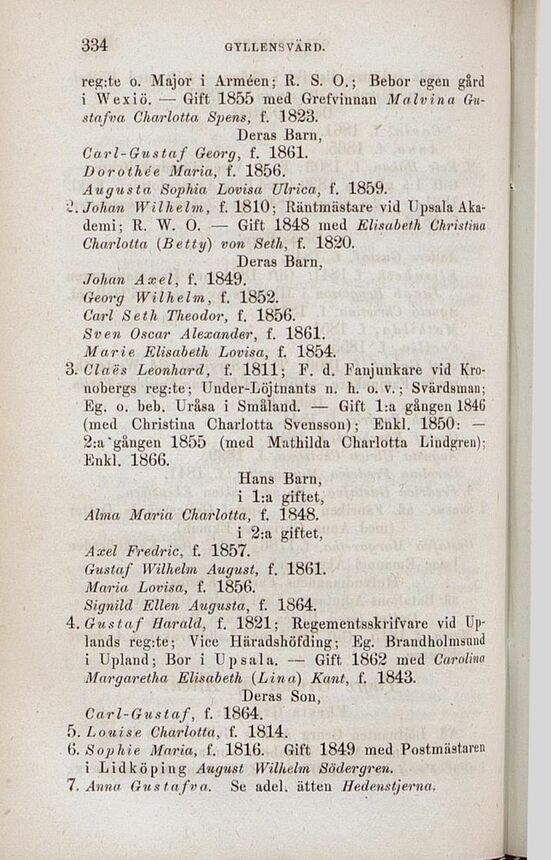 334 GYLLENSVÄRD.
reg:te o. Major i Arméen; R. S. O.; Bebor egen gård
i Wexiö. — Gift 1855 med Grefvinnan Malvina Gu-
stafva Charlotta Spens, f. 1823.
Deras Barn,
Carl-Gustaf Georg, f. 1861.
Dorothée Maria, f. 1856.
Augusta Sophia Lovisa Ulrica, f. 1859.
2. Johan Wilhelm, f. 1810; Räntmästare vid Upsala Aka-
demi; R. W. O. — Gift 1848 med Elisabeth Christina
Charlotta (Betty) von Seth, f. 1820.
Deras Barn,
Johan Axel, f. 1849.
Georg Wilhelm, f. 1852.
Carl Seth Theodor, f. 1856.
Sven Oscar Alexander, f. 1861.
Marie Elisabeth Lovisa, f. 1854.
3. Claës Leonhard, f. 1811; F. d. Fanjunkare vid Kro-
nobergs reg:te; Under-Löjtnants n. h. o. v.; Svärdsman;
Eg. o. beb. Uråsa i Småland. — Gift 1:a gången 1846
(med Christina Charlotta Svensson); Enkl. 1850: —
2:a gången 1855 (med Mathilda Charlotta Lindgren);
Enkl. 1866.
Hans Barn,
i 1:a giftet,
Alma Maria Charlotta, f. 1848.
i 2:a giftet,
Axel Fredric, f. 1857.
Gustaf Wilhelm August, f. 1861.
Maria Lovisa, f. 1856.
Signild Ellen Augusta, f. 1864.
4. Gustaf Harald, f. 1821; Regementsskrifvare vid Up-
lands reg:te; Vice Häradshöfding; Eg. Brandholmsund
i Upland; Bor i Upsala. — Gift 1862 med Carolina
Margaretha Elisabeth (Lina) Kant, f. 1843.
Deras Son,
Carl-Gustaf, f. 1864.
5. Louise Charlotta, f. 1814.
6. Sophie Maria, f. 1816. Gift 1849 med Postmästaren
i Lidköping August Wilhelm Södergren.
7. Anna Gustafva. Se adel. ätten Hedenstjerna.